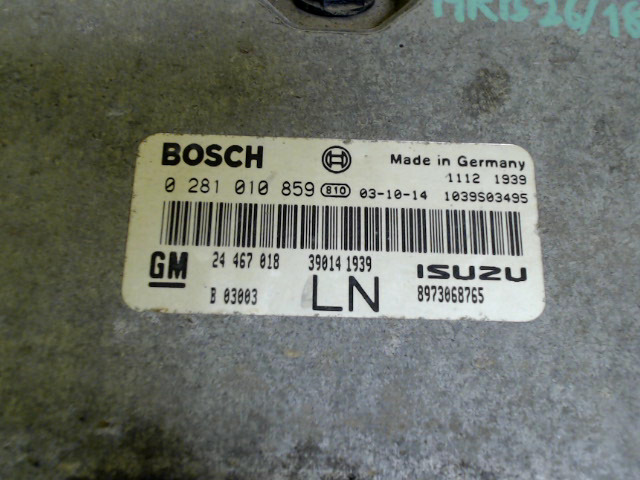 BOSCH Made in Germany
1112 1939
0 281 010 859 810 03-10-14 1039S03495
GM 24 467 018 390141 1939 ISUZU
B 03003 LN 8973068765